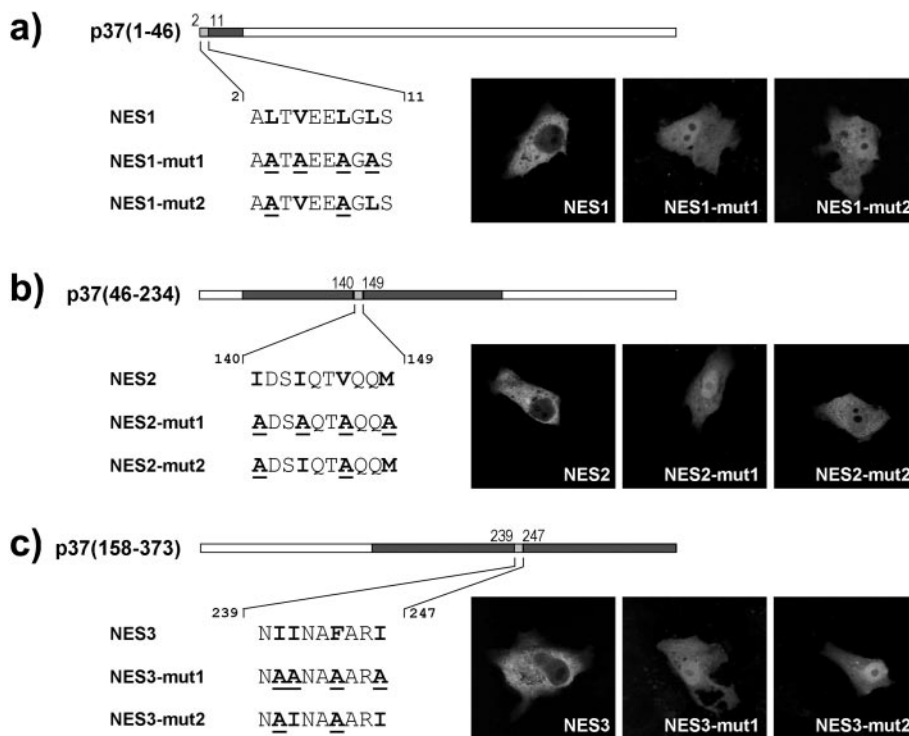 a) p37(1-46)
2 11
2 11
NES1 ALTVEELGLS
NES1-mut1 AATAEEAGAS
NES1-mut2 AATVEEAGLS
NES1 NES1-mut1 NES1-mut2
b) p37(46-234)
140 149
140 149
NES2 IDSIQTVQQM
NES2-mut1 ADSAQTAQQA
NES2-mut2 ADSIQTAQQM
NES2 NES2-mut1 NES2-mut2
c) p37(158-373)
239 247
239 247
NES3 NIINAFARI
NES3-mut1 NAANAAARA
NES3-mut2 NAINAAARI
NES3 NES3-mut1 NES3-mut2